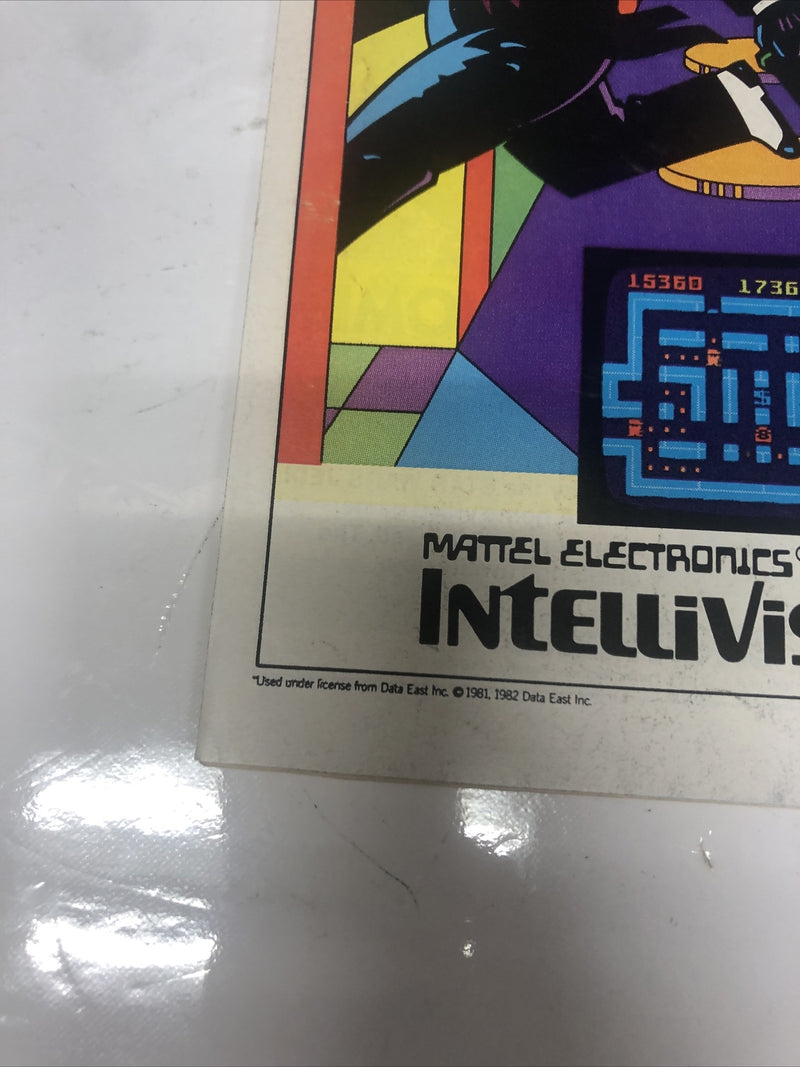 15360 1736
MATTEL ELECTRONICS®
INTELLIVIS
"Used under license from Data East Inc. ©1981, 1982 Data East Inc.